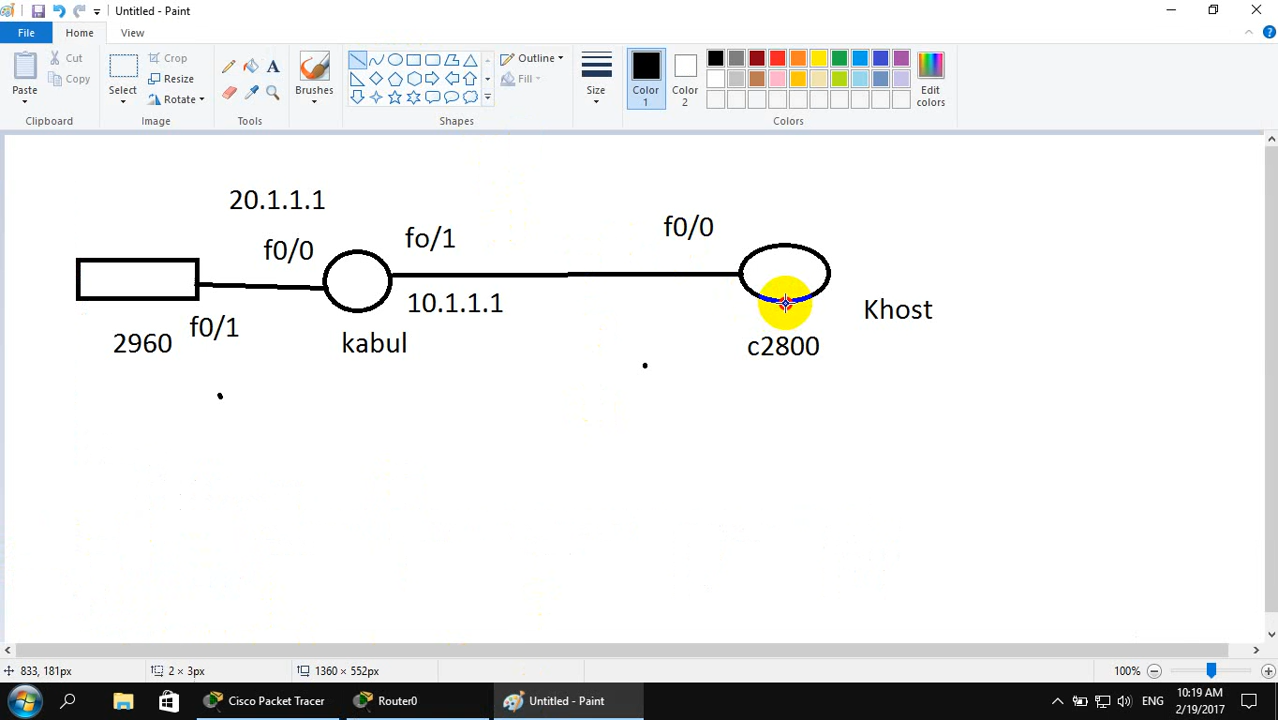 Untitled - Paint
File
Home
View
Paste
Cut
Copy
Clipboard
Select
Crop
Resize
Rotate
Image
Tools
Brushes
Outline
Fill
Shapes
Size
Color 1
Color 2
Colors
Edit colors
20.1.1.1
f0/0
fo/1
f0/0
10.1.1.1
Khost
f0/1
2960
kabul
c2800
833, 181px
2 × 3px
1360 × 552px
100%
Cisco Packet Tracer
Router0
Untitled - Paint
ENG
10:19 AM
2/19/2017